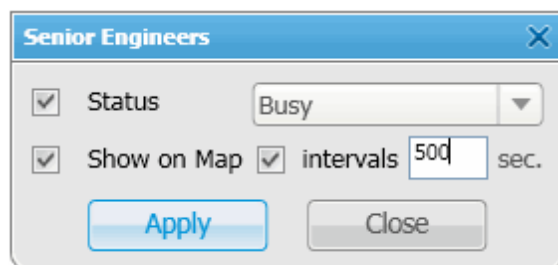 Senior Engineers
Status Busy
Show on Map intervals 500 sec.
Apply Close